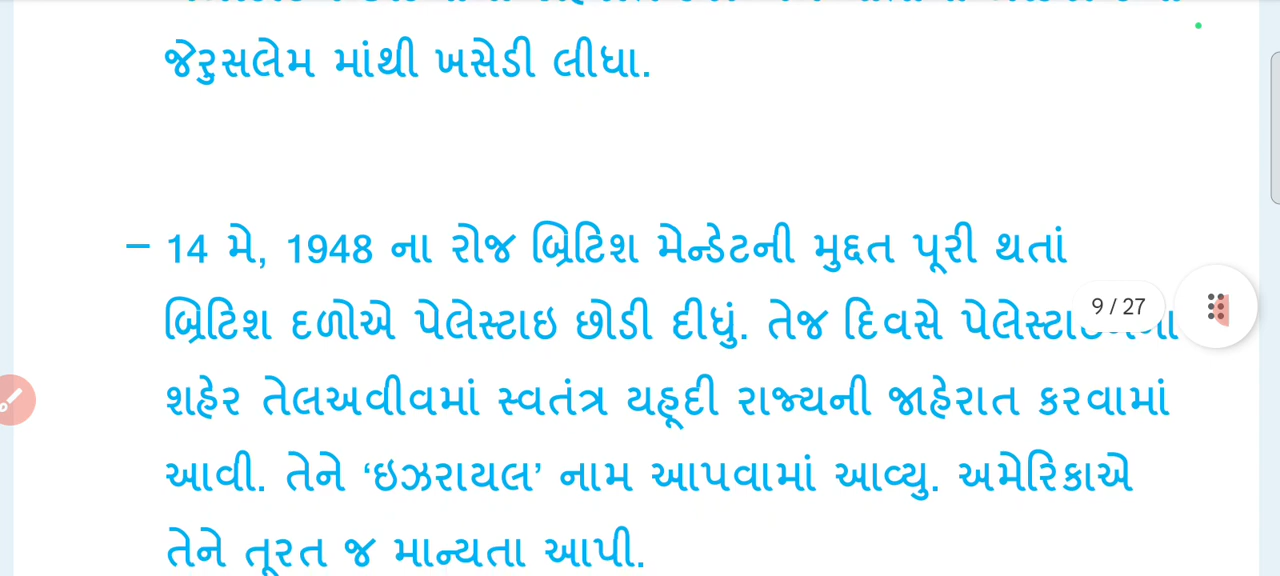 જેરુસલેમ માંથી ખસેડી લીધા.
– 14 મે, 1948 ના રોજ બ્રિટિશ મેન્ડેટની મુદ્દત પૂરી થતાં
બ્રિટિશ દળોએ પેલેસ્ટાઇ છોડી દીધું. તેજ દિવસે
9 / 27
શહેર તેલઅવીવમાં સ્વતંત્ર યહૂદી રાજ્યની જાહેરાત કરવામાં
આવી. તેને ‘ઇઝરાયલ’ નામ આપવામાં આવ્યુ. અમેરિકાએ
તેને તૂરત જ માન્યતા આપી.